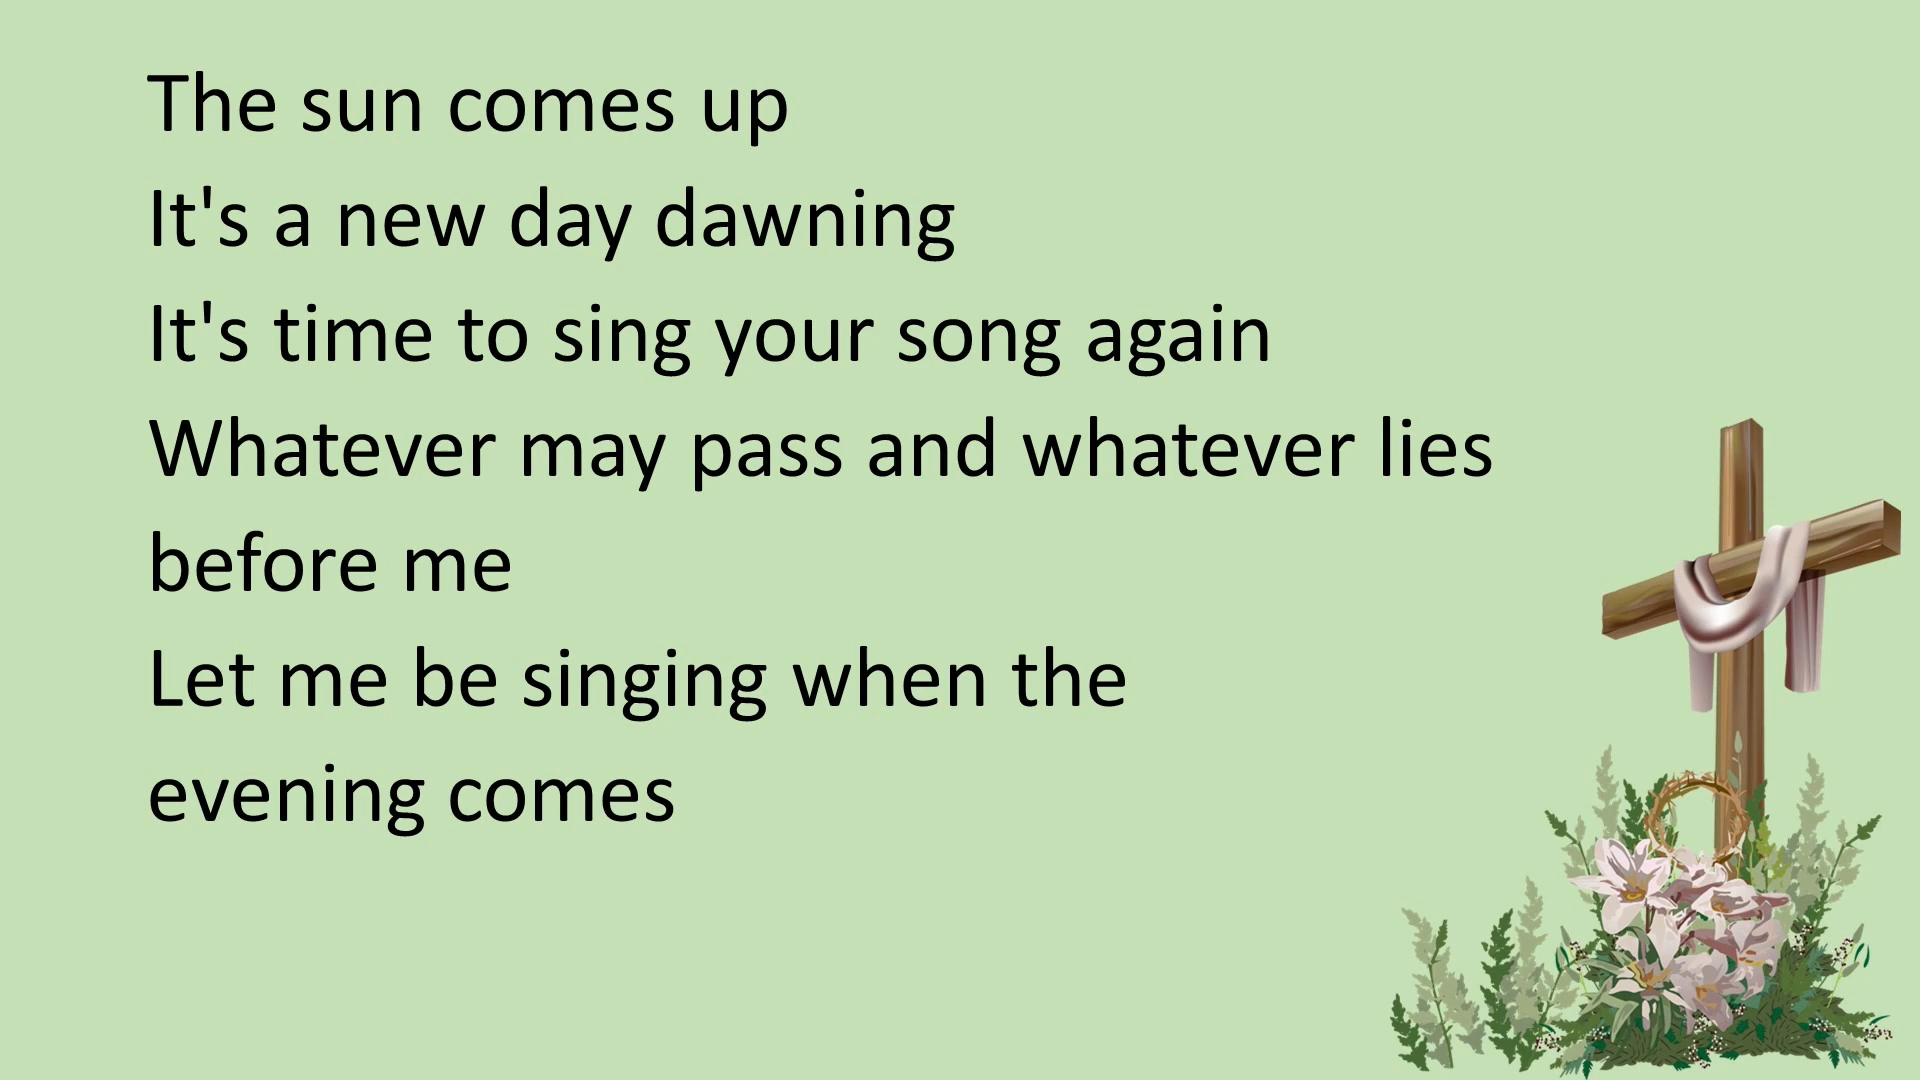 The sun comes up
It's a new day dawning
It's time to sing your song again
Whatever may pass and whatever lies
before me
Let me be singing when the
evening comes